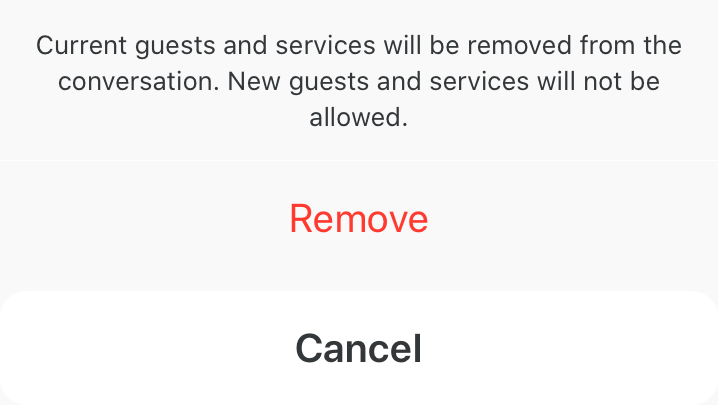 Current guests and services will be removed from the
conversation. New guests and services will not be
allowed.
Remove
Cancel